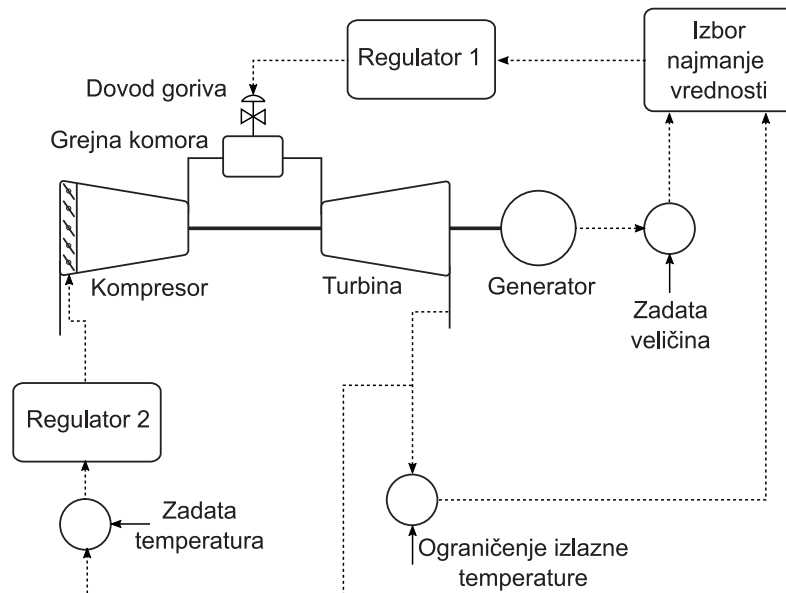 Izbor
najmanje
vrednosti
Regulator 1
Dovod goriva
Grejna komora
Kompresor
Turbina
Generator
Zadata
veličina
Regulator 2
Zadata
temperatura
Ograničenje izlazne
temperature